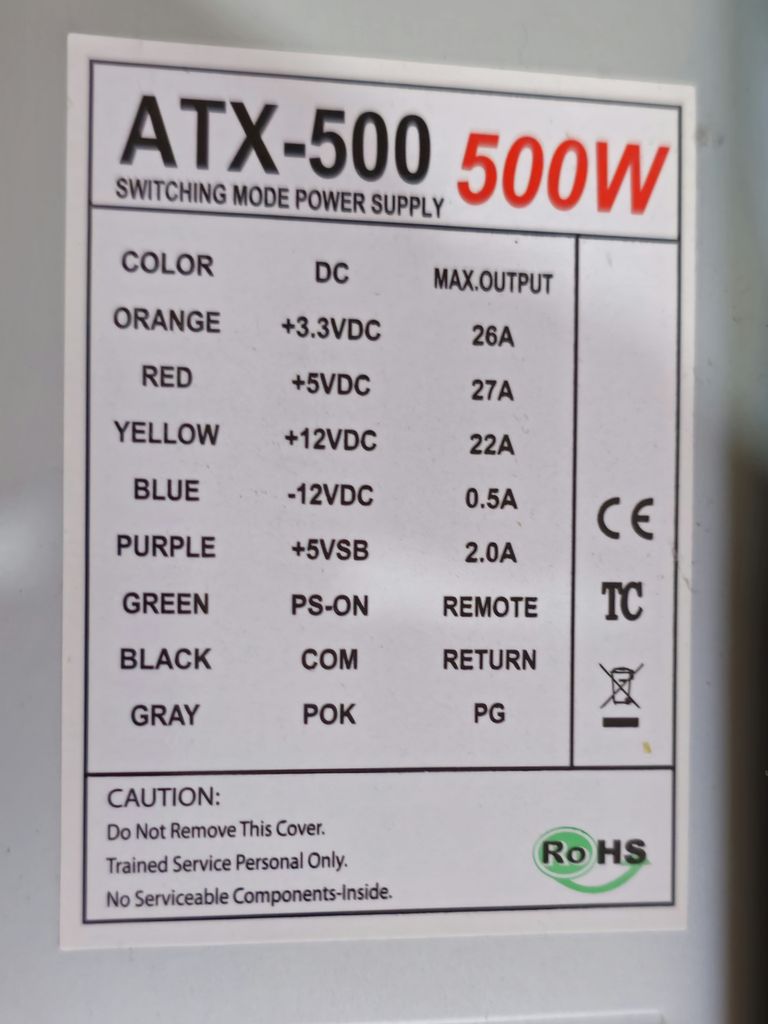 ATX-500 500W
SWITCHING MODE POWER SUPPLY
COLOR DC MAX.OUTPUT
ORANGE +3.3VDC 26A
RED +5VDC 27A
YELLOW +12VDC 22A
BLUE -12VDC 0.5A
PURPLE +5VSB 2.0A
GREEN PS-ON REMOTE
BLACK COM RETURN
GRAY POK PG
CE
TC
CAUTION:
Do Not Remove This Cover.
Trained Service Personal Only.
No Serviceable Components-Inside.
RoHS